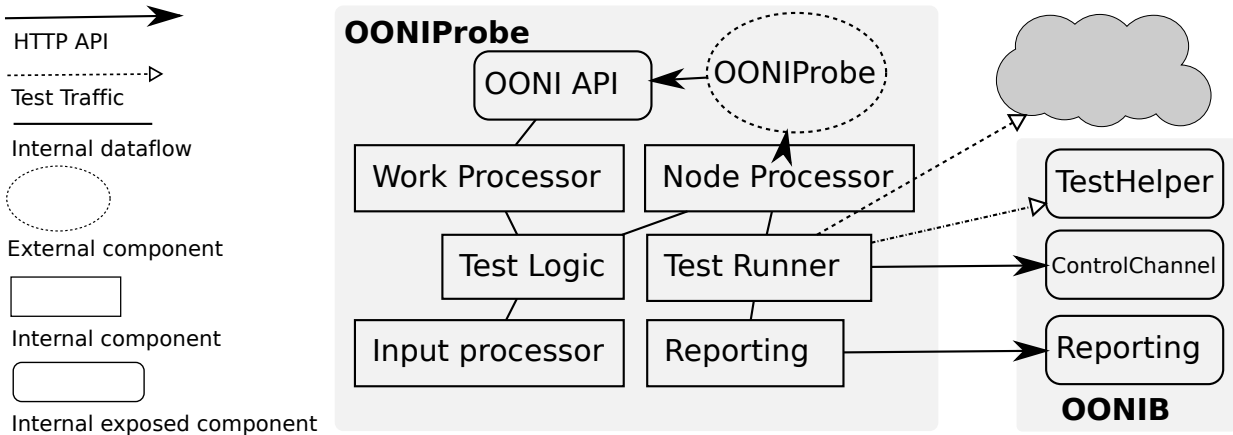 HTTP API
Test Traffic
Internal dataflow
External component
Internal component
Internal exposed component
OONIProbe
OONI API
OONIProbe
Work Processor
Node Processor
Test Logic
Test Runner
Input processor
Reporting
TestHelper
ControlChannel
Reporting
OONIB